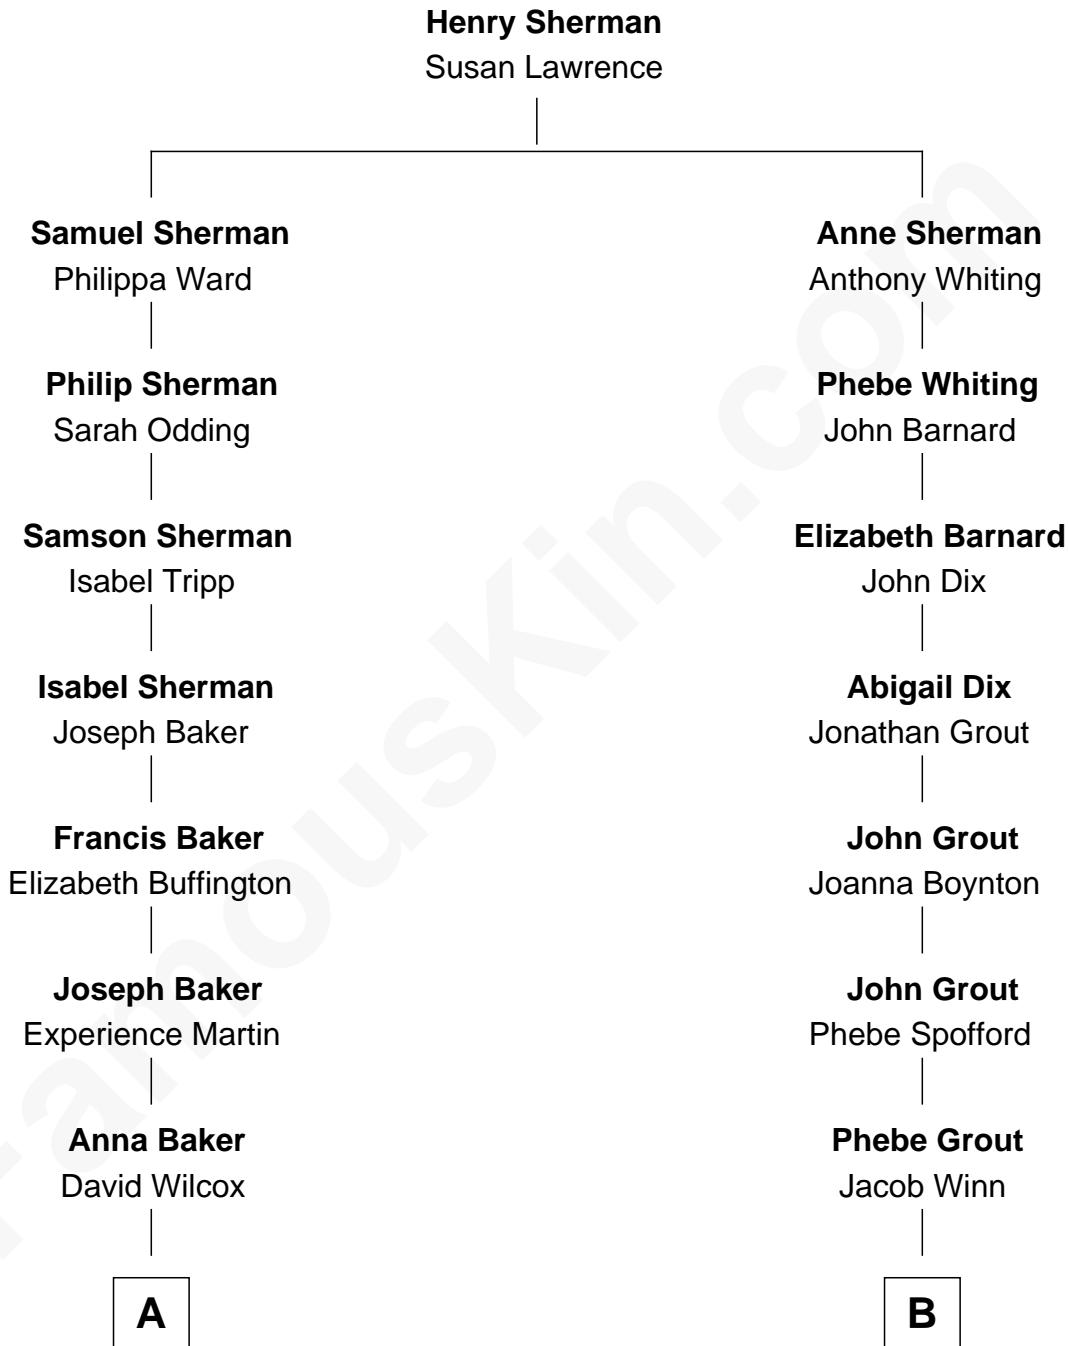 Henry Sherman
Susan Lawrence
Samuel Sherman
Philippa Ward
Anne Sherman
Anthony Whiting
Philip Sherman
Sarah Odding
Phebe Whiting
John Barnard
Samson Sherman
Isabel Tripp
Elizabeth Barnard
John Dix
Isabel Sherman
Joseph Baker
Abigail Dix
Jonathan Grout
Francis Baker
Elizabeth Buffington
John Grout
Joanna Boynton
Joseph Baker
Experience Martin
John Grout
Phebe Spofford
Anna Baker
David Wilcox
Phebe Grout
Jacob Winn
A
B
FamousKin.com